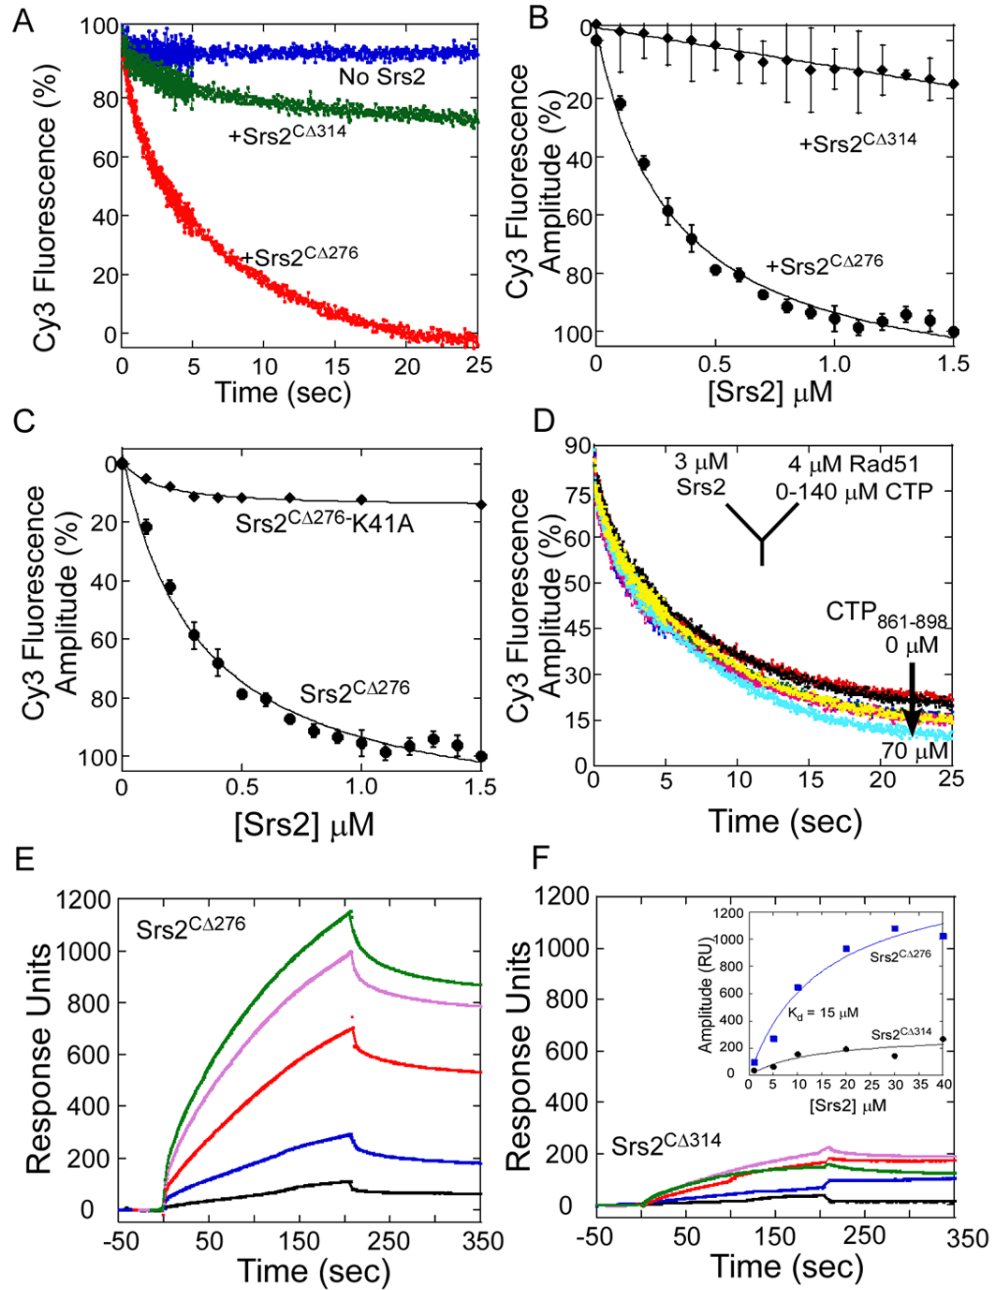 A
Cy3 Fluorescence (%)
100
80
60
40
20
0
No Srs2
+Srs2CΔ314
+Srs2CΔ276
0 5 10 15 20 25
Time (sec)
B
Cy3 Fluorescence
Amplitude (%)
0
20
40
60
80
100
+Srs2CΔ314
+Srs2CΔ276
0 0.5 1.0 1.5
[Srs2] μM
C
Cy3 Fluorescence
Amplitude (%)
0
20
40
60
80
100
Srs2CΔ276-K41A
Srs2CΔ276
0 0.5 1.0 1.5
[Srs2] μM
D
Cy3 Fluorescence
Amplitude (%)
90
75
60
50
45
30
15
0
3 μM
Srs2
4 μM Rad51
0-140 μM CTP
CTP861-898
0 μM
70 μM
0 5 10 15 20 25
Time (sec)
E
Response Units
1200
1000
800
600
400
200
0
Srs2CΔ276
-50 50 150 250 350
Time (sec)
F
Response Units
1200
1000
800
600
400
200
0
Srs2CΔ314
-50 50 150 250 350
Time (sec)
Amplitude (RU)
1200
1000
800
600
400
200
0
Srs2CΔ276
Kd = 15 μM
Srs2CΔ314
0 5 10 15 20 25 30 35 40
[Srs2] μM